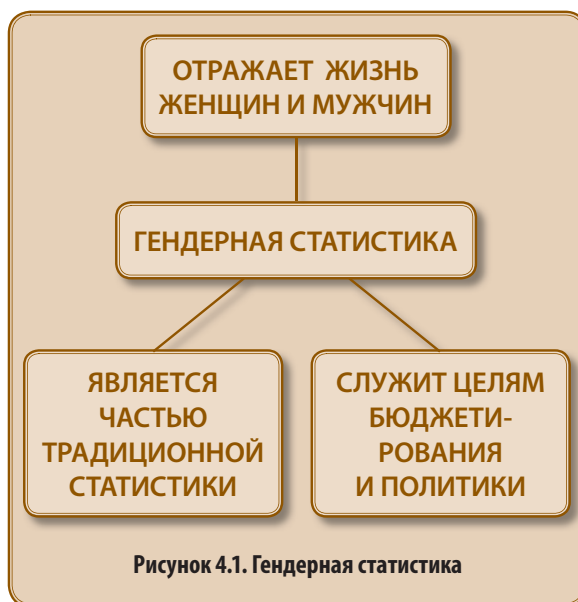 ОТРАЖАЕТ ЖИЗНЬ
ЖЕНЩИН И МУЖЧИН
ГЕНДЕРНАЯ СТАТИСТИКА
ЯВЛЯЕТСЯ
ЧАСТЬЮ
ТРАДИЦИОННОЙ
СТАТИСТИКИ
СЛУЖИТ ЦЕЛЯМ
БЮДЖЕТИ-
РОВАНИЯ
И ПОЛИТИКИ
Рисунок 4.1. Гендерная статистика